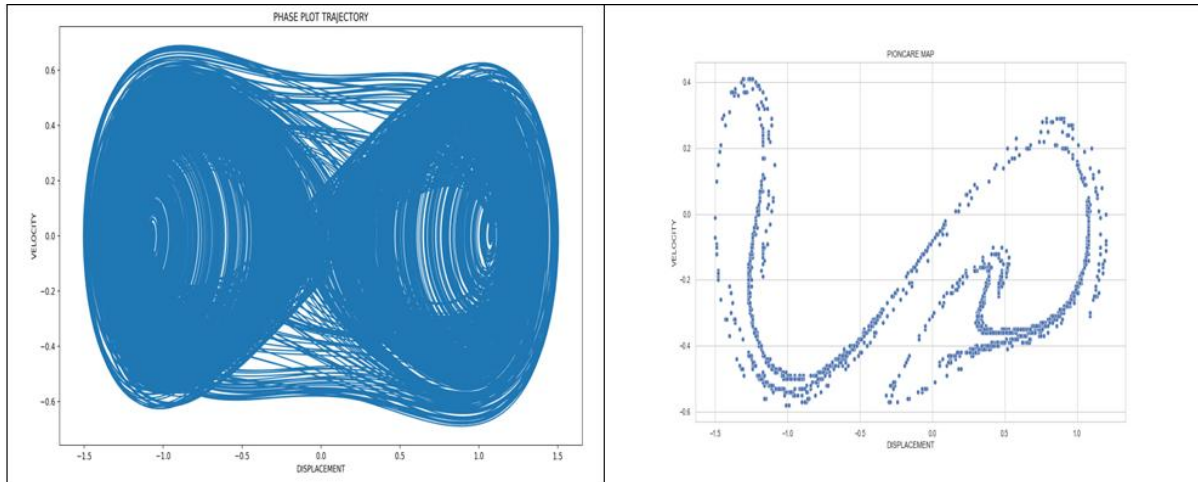 PHASE PLOT TRAJECTORY
VELOCITY
0.6
0.4
0.2
0.0
−0.2
−0.4
−0.6
−1.5 −1.0 −0.5 0.0 0.5 1.0 1.5
DISPLACEMENT
PIONCARE MAP
VELOCITY
0.4
0.2
0.0
−0.2
−0.4
−0.6
−1.5 −1.0 −0.5 0.0 0.5 1.0
DISPLACEMENT